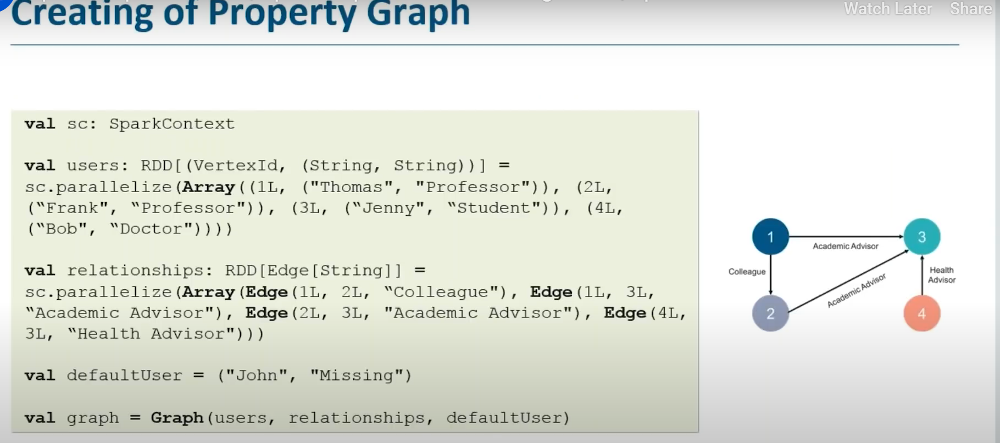 Creating of Property Graph
Watch Later Share
val sc: SparkContext
val users: RDD[(VertexId, (String, String))] =
sc.parallelize(Array((1L, ("Thomas", "Professor")), (2L,
(“Frank", “Professor")), (3L, (“Jenny", “Student")), (4L,
(“Bob", “Doctor"))))
val relationships: RDD[Edge[String]] =
sc.parallelize(Array(Edge(1L, 2L, “Colleague"), Edge(1L, 3L,
“Academic Advisor"), Edge(2L, 3L, "Academic Advisor"), Edge(4L,
3L, “Health Advisor")))
val defaultUser = ("John", "Missing")
val graph = Graph(users, relationships, defaultUser)
1
3
Academic Advisor
Colleague
Health
Advisor
Academic Advisor
2
4